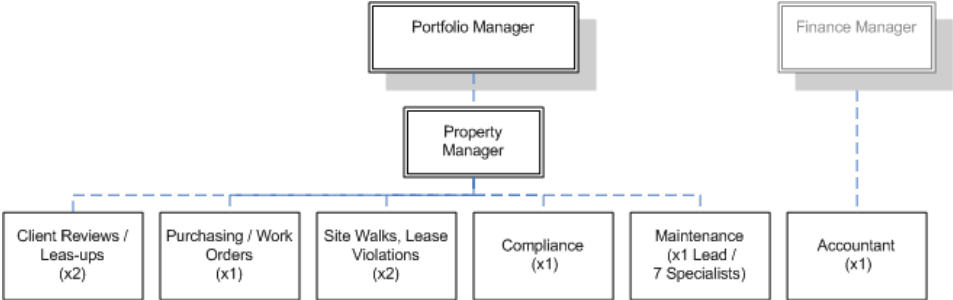 Portfolio Manager
Finance Manager
Property
Manager
Client Reviews /
Leas-ups
(x2)
Purchasing / Work
Orders
(x1)
Site Walks, Lease
Violations
(x2)
Compliance
(x1)
Maintenance
(x1 Lead /
7 Specialists)
Accountant
(x1)